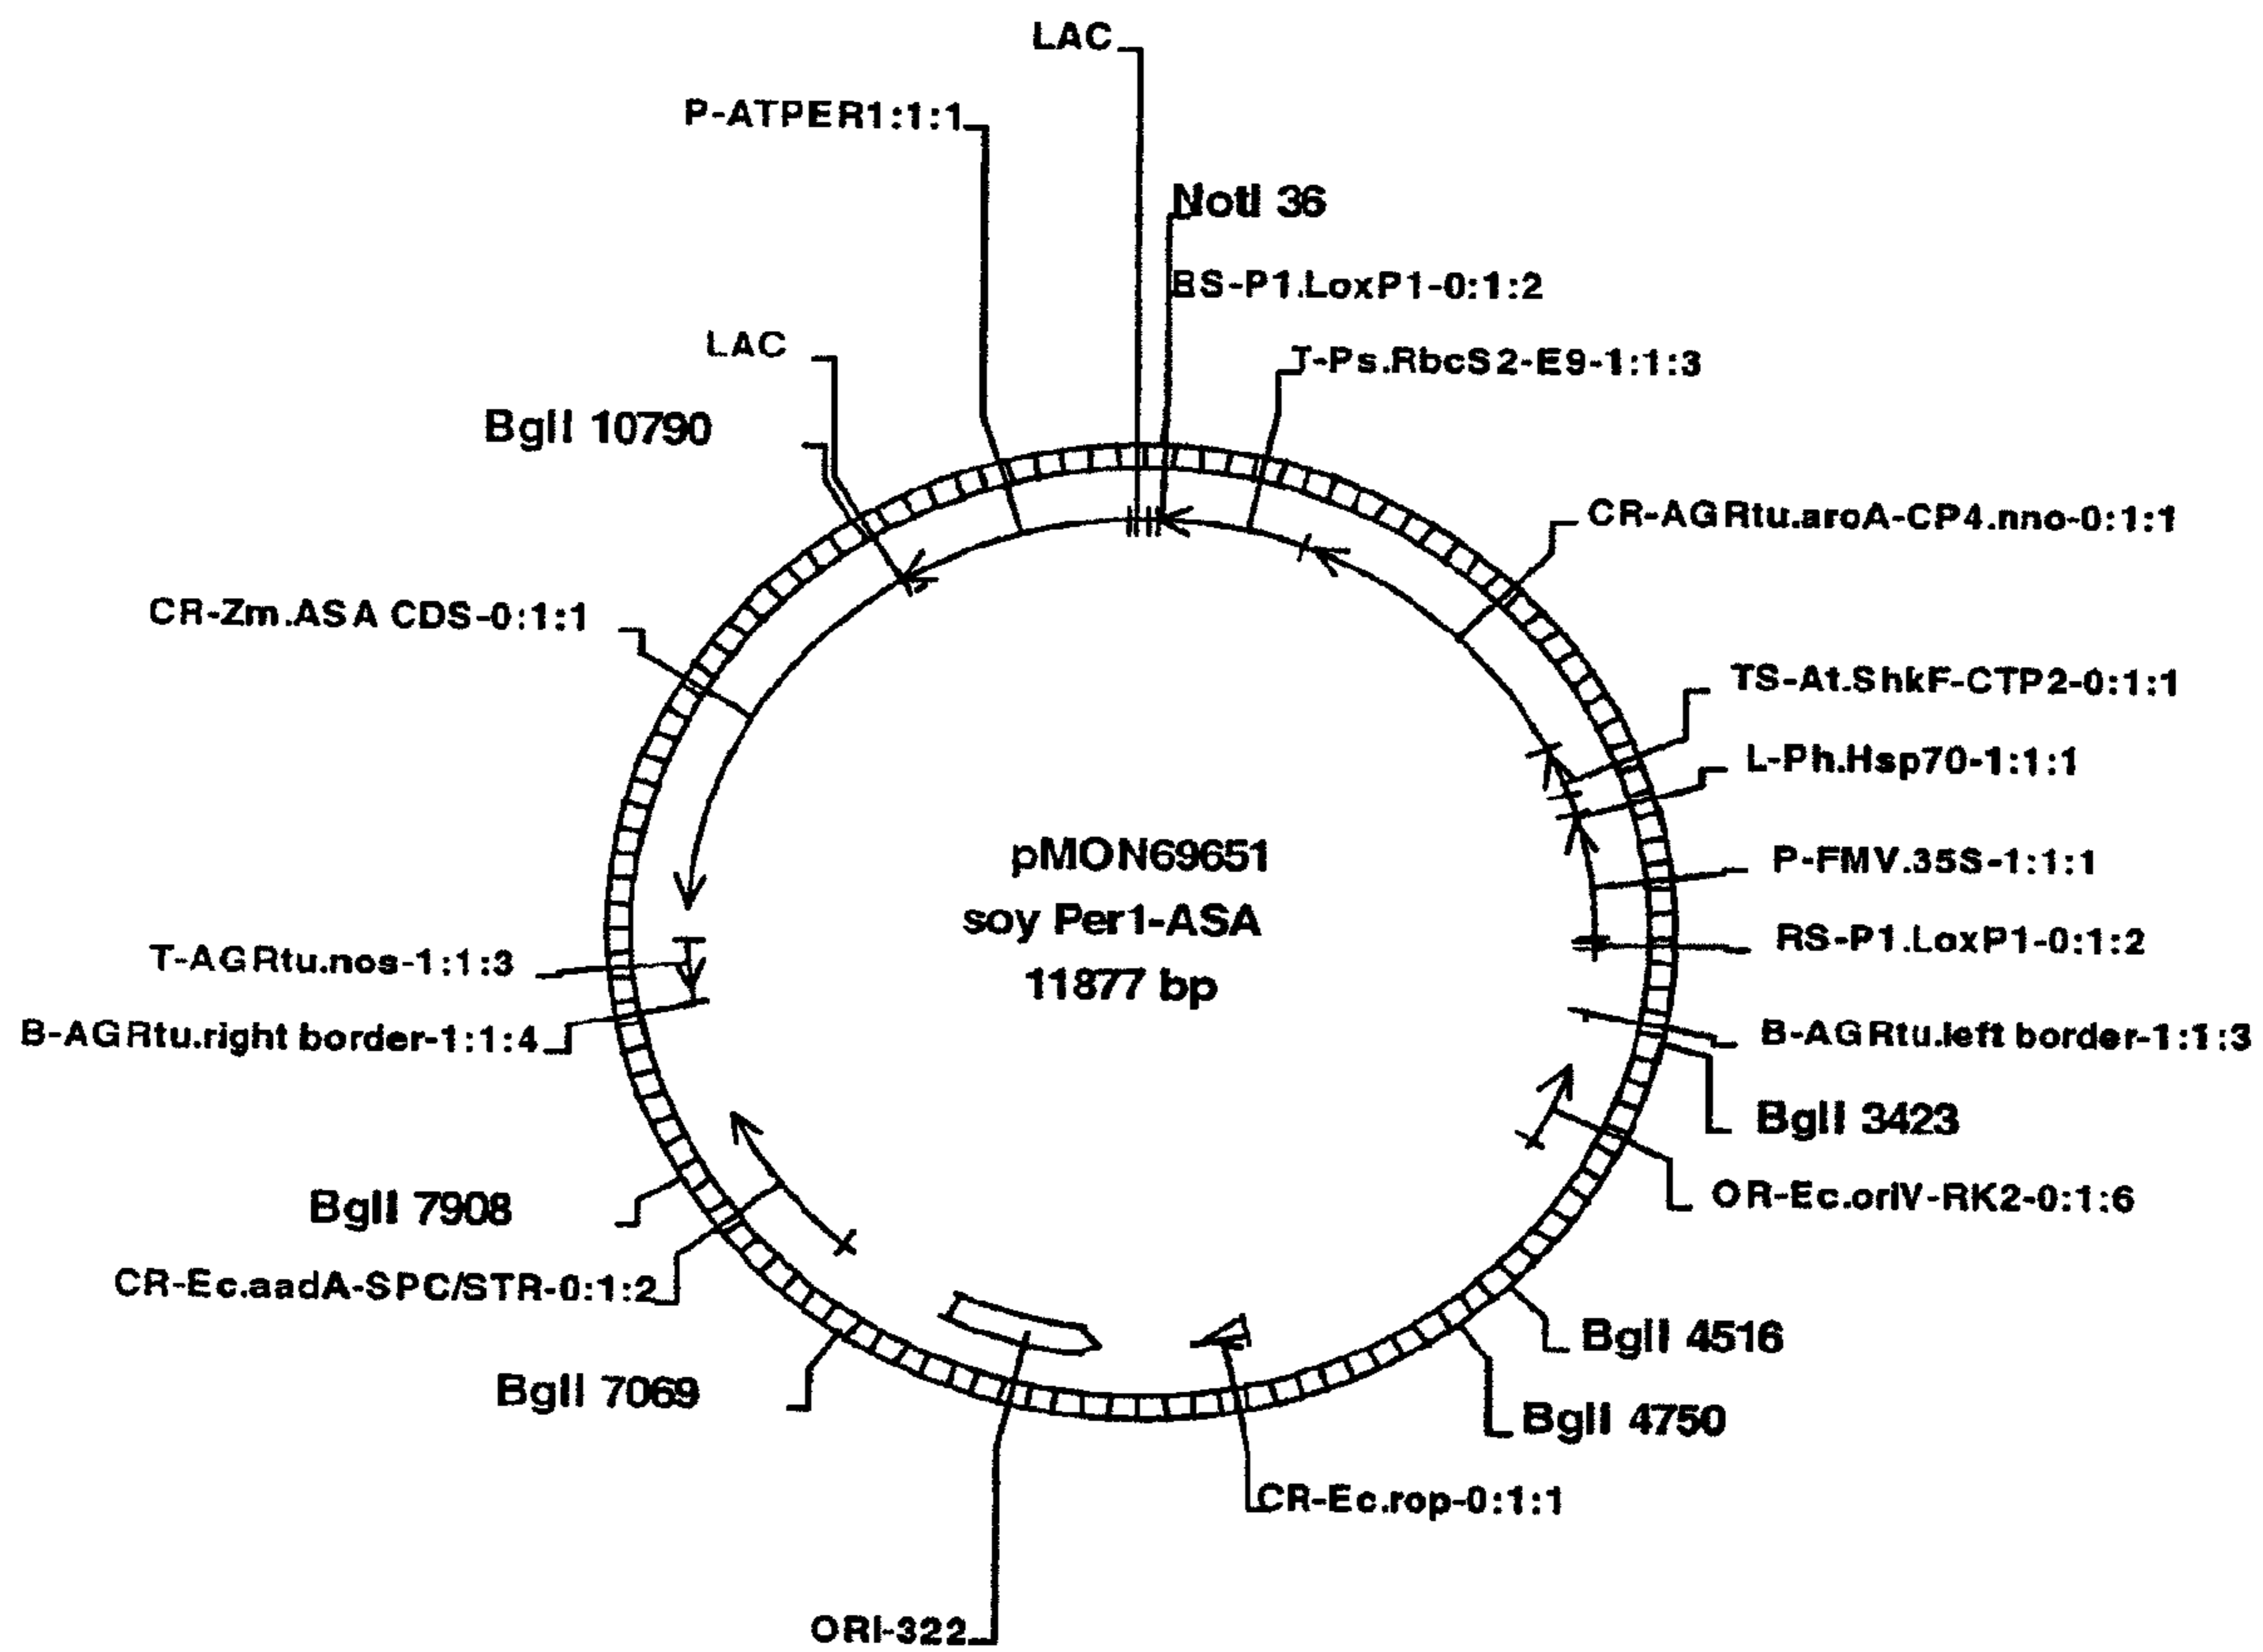 LAC
P-ATPER1:1:1
NotI 36
RS-P1.LoxP1-0:1:2
LAC
T-Ps.RbcS2-E9-1:1:3
BglI 10790
CR-AGRtu.aroA-CP4.nno-0:1:1
CR-Zm.ASA CDS-0:1:1
TS-At.ShkF-CTP2-0:1:1
L-Ph.Hsp70-1:1:1
pMON69651
soy Per1-ASA
11877 bp
P-FMV.35S-1:1:1
RS-P1.LoxP1-0:1:2
T-AGRtu.nos-1:1:3
B-AGRtu.right border-1:1:4
B-AGRtu.left border-1:1:3
BglI 3423
OR-Ec.oriV-RK2-0:1:6
BglI 7908
CR-Ec.aadA-SPC/STR-0:1:2
BglI 4516
BglI 7069
BglI 4750
CR-Ec.rop-0:1:1
ORI-322